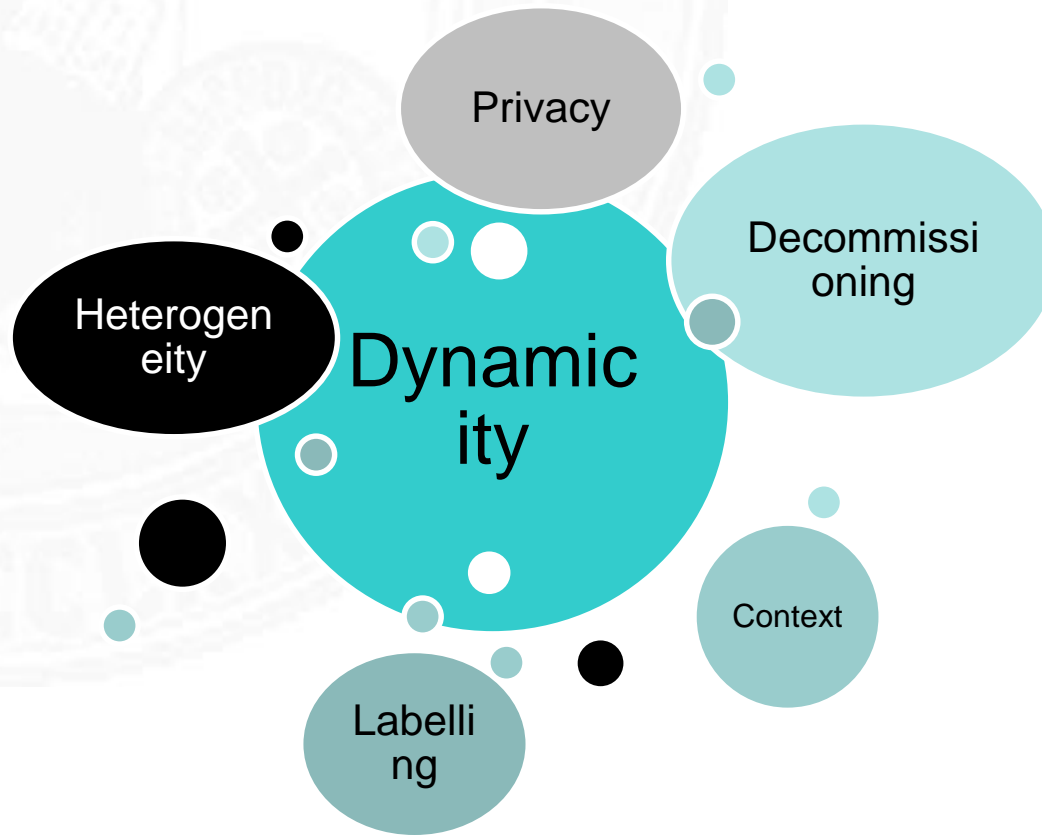 Privacy
Decommissi
oning
Heterogen
eity
Dynamic
ity
Context
Labelli
ng